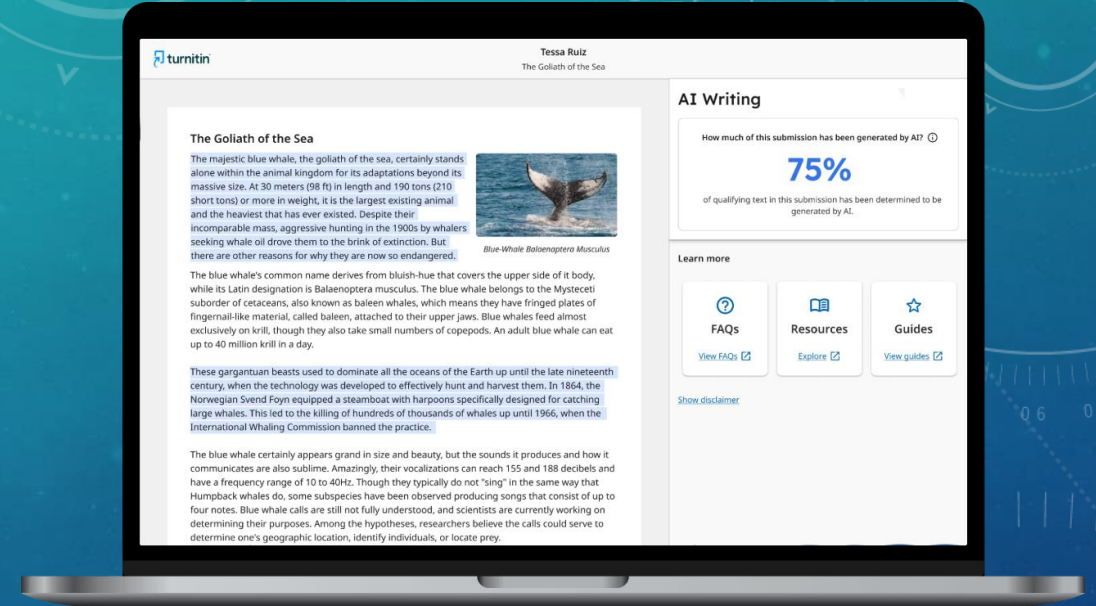 turnitin
Tessa Ruiz
The Goliath of the Sea
The Goliath of the Sea
The majestic blue whale, the goliath of the sea, certainly stands
alone within the animal kingdom for its adaptations beyond its
massive size. At 30 meters (98 ft) in length and 190 tons (210
short tons) or more in weight, it is the largest existing animal
and the heaviest that has ever existed. Despite their
incomparable mass, aggressive hunting in the 1900s by whalers
seeking whale oil drove them to the brink of extinction. But
there are other reasons for why they are now so endangered.
Blue-Whale Balaenaptera Musculus
The blue whale's common name derives from bluish-hue that covers the upper side of it body,
while its Latin designation is Balaenoptera musculus. The blue whale belongs to the Mysteceti
suborder of cetaceans, also known as baleen whales, which means they have fringed plates of
fingernail-like material, called baleen, attached to their upper jaws. Blue whales feed almost
exclusively on krill, though they also take small numbers of copepods. An adult blue whale can eat
up to 40 million krill in a day.
These gargantuan beasts used to dominate all the oceans of the Earth up until the late nineteenth
century, when the technology was developed to effectively hunt and harvest them. In 1864, the
Norwegian Svend Foyn equipped a steamboat with harpoons specifically designed for catching
large whales. This led to the killing of hundreds of thousands of whales up until 1966, when the
International Whaling Commission banned the practice.
The blue whale certainly appears grand in size and beauty, but the sounds it produces and how it
communicates are also sublime. Amazingly, their vocalizations can reach 155 and 188 decibels and
have a frequency range of 10 to 40Hz. Though they typically do not "sing" in the same way that
Humpback whales do, some subspecies have been observed producing songs that consist of up to
four notes. Blue whale calls are still not fully understood, and scientists are currently working on
determining their purposes. Among the hypotheses, researchers believe the calls could serve to
determine one's geographic location, identify individuals, or locate prey.
AI Writing
How much of this submission has been generated by AI?
75%
of qualifying text in this submission has been determined to be
generated by AI.
Learn more
FAQs
View FAQs
Resources
Explore
Guides
View guides
Show disclaimer
06
0